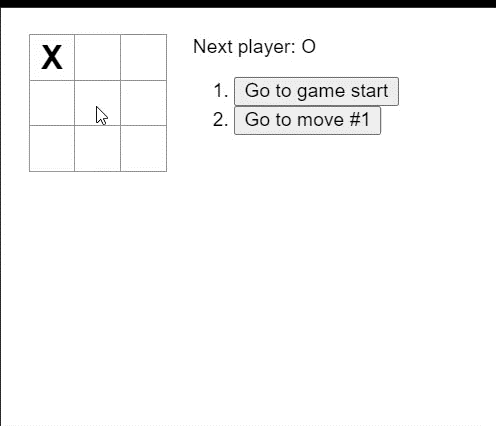 X
Next player: O
1. Go to game start
2. Go to move #1